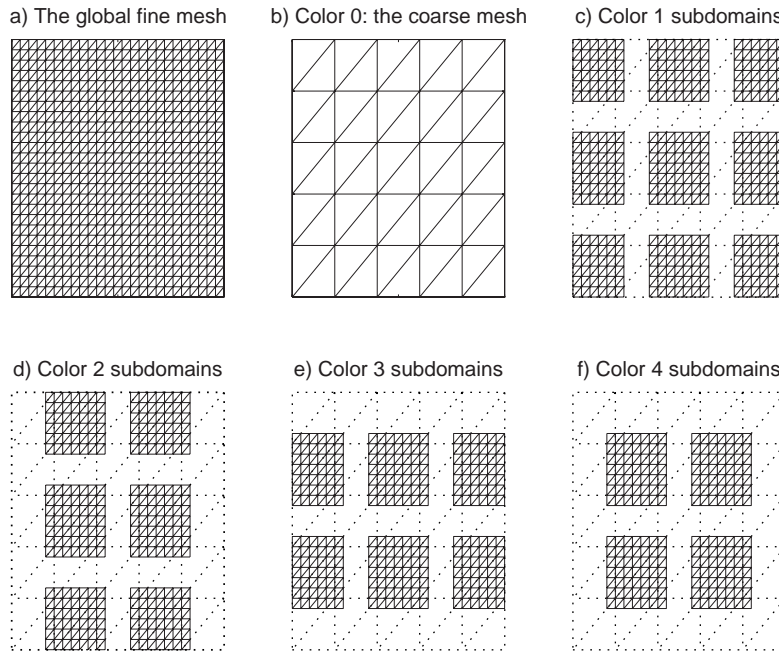 a) The global fine mesh
b) Color 0: the coarse mesh
c) Color 1 subdomains
d) Color 2 subdomains
e) Color 3 subdomains
f) Color 4 subdomains